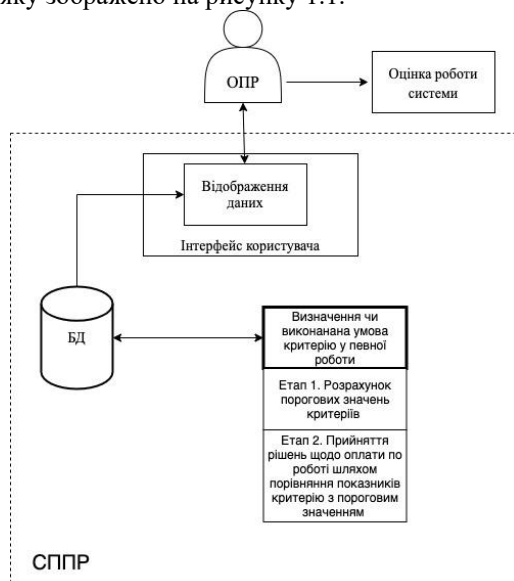 яку зображено на рисунку 1.1.
ОПР
Оцінка роботи
системи
Відображення
даних
Інтерфейс користувача
БД
Визначення чи
виконанана умова
критерію у певної
роботи
Етап 1. Розрахунок
порогових значень
критеріїв
Етап 2. Прийняття
рішень щодо оплати по
роботі шляхом
порівняння показників
критерію з пороговим
значенням
СППР